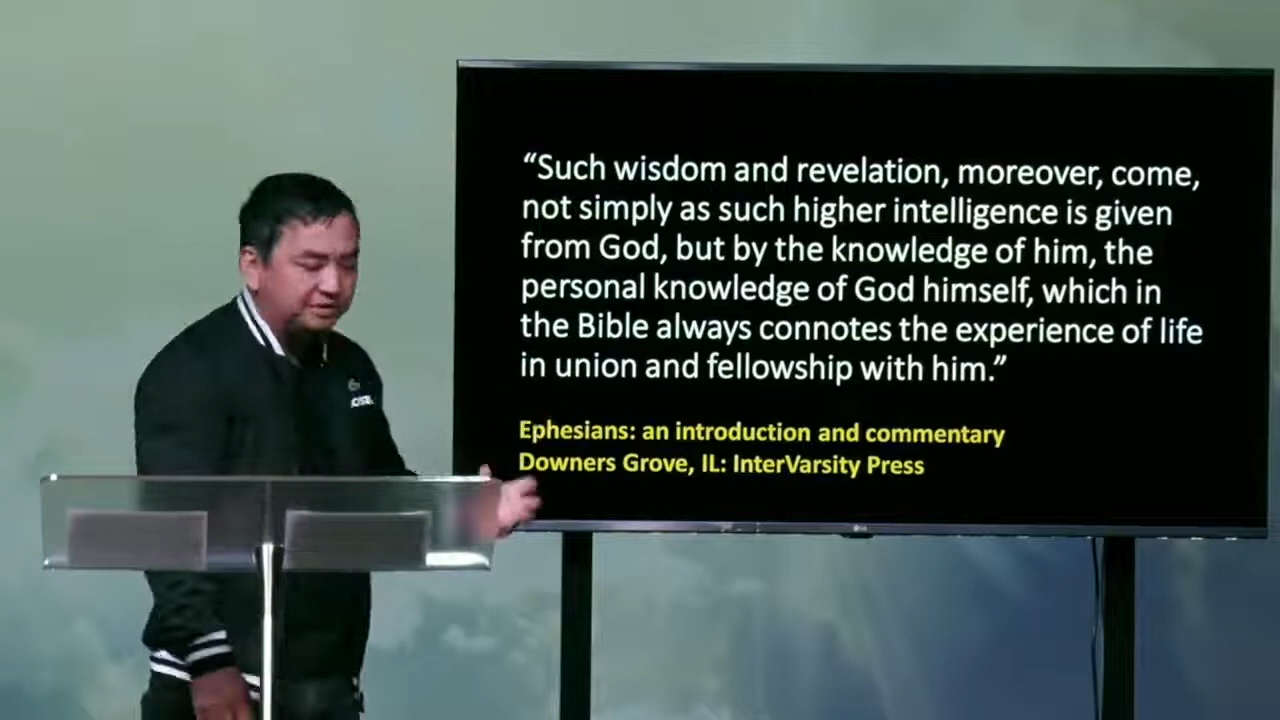 “Such wisdom and revelation, moreover, come,
not simply as such higher intelligence is given
from God, but by the knowledge of him, the
personal knowledge of God himself, which in
the Bible always connotes the experience of life
in union and fellowship with him.”
Ephesians: an introduction and commentary
Downers Grove, IL: InterVarsity Press
LG